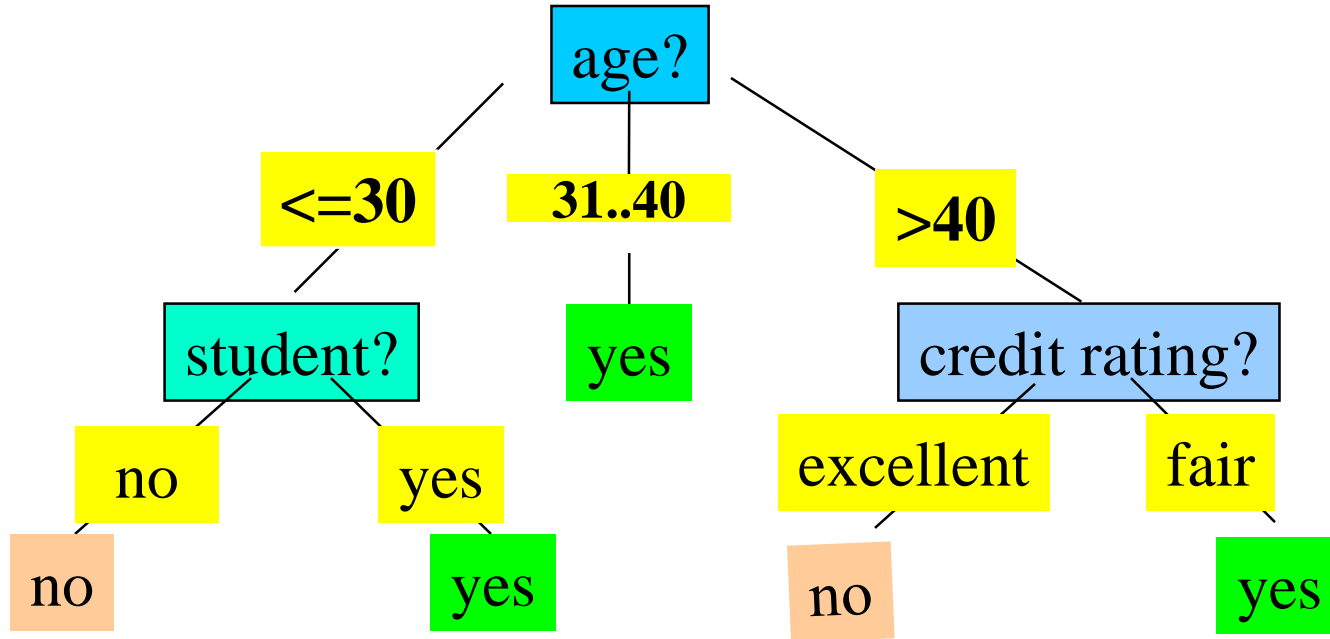 age?
<=30
31..40
>40
student?
yes
credit rating?
no
yes
excellent
fair
no
yes
no
yes